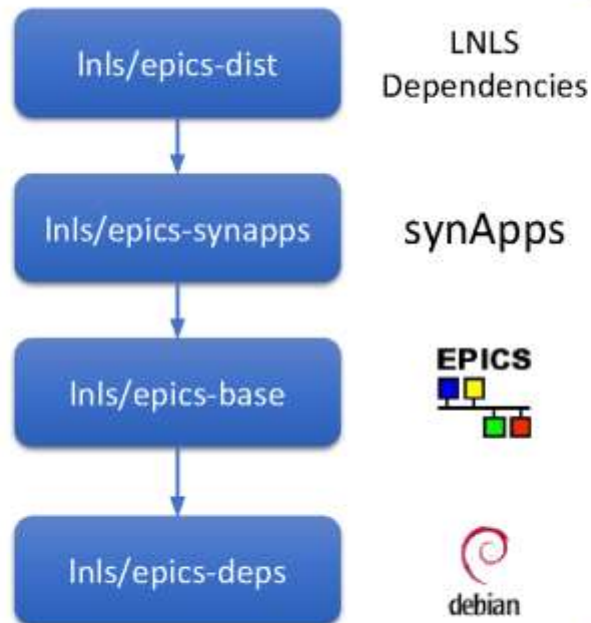 lnls/epics-dist
LNLS
Dependencies
lnls/epics-synapps
synApps
lnls/epics-base
EPICS
lnls/epics-deps
debian